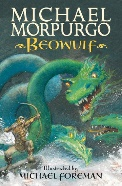 MICHAEL
MORPURGO
BEOWULF
Illustrated by
MICHAEL FOREMAN